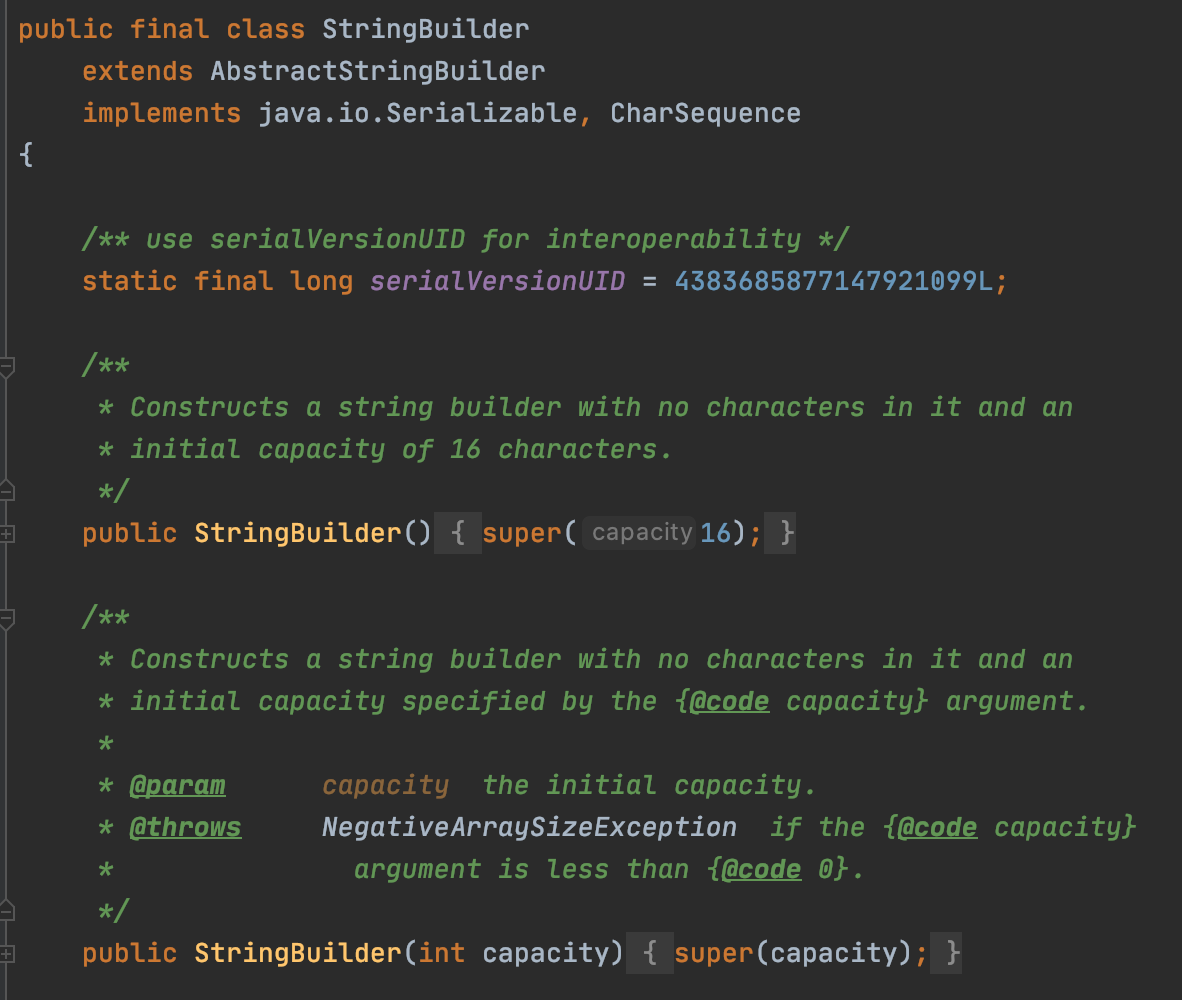 public final class StringBuilder
    extends AbstractStringBuilder
    implements java.io.Serializable, CharSequence
{

    /** use serialVersionUID for interoperability */
    static final long serialVersionUID = 4383685877147921099L;

    /**
     * Constructs a string builder with no characters in it and an
     * initial capacity of 16 characters.
     */
    public StringBuilder() { super( capacity 16); }

    /**
     * Constructs a string builder with no characters in it and an
     * initial capacity specified by the {@code capacity} argument.
     *
     * @param      capacity  the initial capacity.
     * @throws     NegativeArraySizeException  if the {@code capacity}
     *               argument is less than {@code 0}.
     */
    public StringBuilder(int capacity) { super(capacity); }